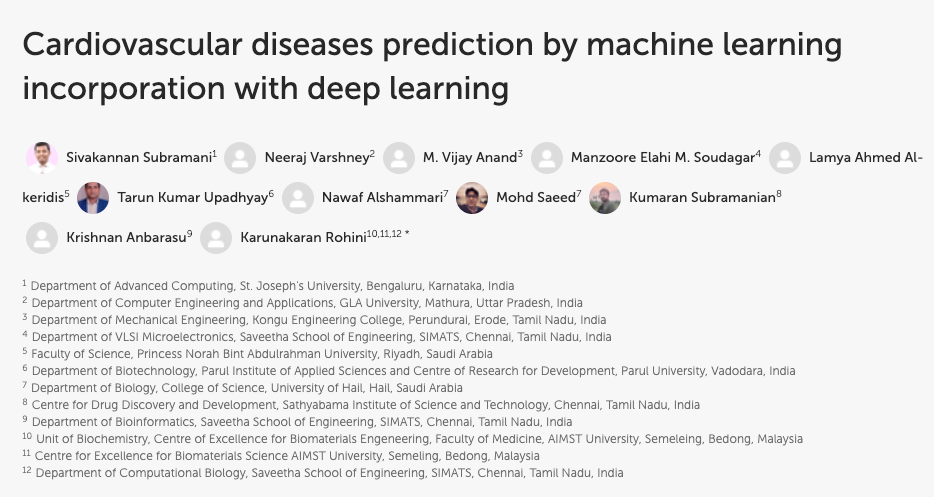 Cardiovascular diseases prediction by machine learning
incorporation with deep learning
Sivakannan Subramani1 Neeraj Varshney2 M. Vijay Anand3 Manzoore Elahi M. Soudagar4 Lamya Ahmed Al-
keridis5 Tarun Kumar Upadhyay6 Nawaf Alshammari7 Mohd Saeed7 Kumaran Subramanian8
Krishnan Anbarasu9 Karunakaran Rohini10,11,12 *
1 Department of Advanced Computing, St. Joseph's University, Bengaluru, Karnataka, India
2 Department of Computer Engineering and Applications, GLA University, Mathura, Uttar Pradesh, India
3 Department of Mechanical Engineering, Kongu Engineering College, Perundurai, Erode, Tamil Nadu, India
4 Department of VLSI Microelectronics, Saveetha School of Engineering, SIMATS, Chennai, Tamil Nadu, India
5 Faculty of Science, Princess Norah Bint Abdulrahman University, Riyadh, Saudi Arabia
6 Department of Biotechnology, Parul Institute of Applied Sciences and Centre of Research for Development, Parul University, Vadodara, India
7 Department of Biology, College of Science, University of Hail, Hail, Saudi Arabia
8 Centre for Drug Discovery and Development, Sathyabama Institute of Science and Technology, Chennai, Tamil Nadu, India
9 Department of Bioinformatics, Saveetha School of Engineering, SIMATS, Chennai, Tamil Nadu, India
10 Unit of Biochemistry, Centre of Excellence for Biomaterials Engeneering, Faculty of Medicine, AIMST University, Semeleing, Bedong, Malaysia
11 Centre for Excellence for Biomaterials Science AIMST University, Semeling, Bedong, Malaysia
12 Department of Computational Biology, Saveetha School of Engineering, SIMATS, Chennai, Tamil Nadu, India